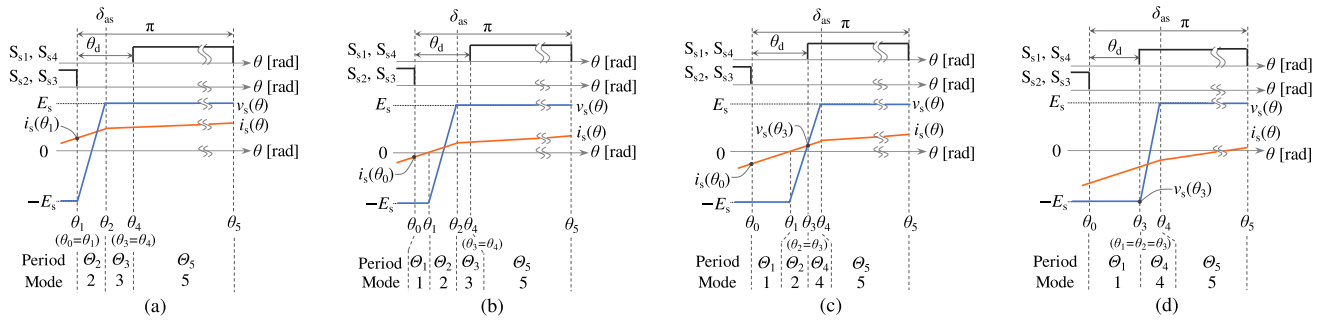 δas
π
θd
Ss1, Ss4
θ [rad]
Ss2, Ss3
θ [rad]
Es
vs(θ)
is(θ1)
is(θ)
0
θ [rad]
−Es
θ1 θ2 θ4 θ5
(θ0=θ1) (θ3=θ4)
Period Θ2 Θ3 Θ5
Mode 2 3 5
(a)
δas
π
θd
Ss1, Ss4
θ [rad]
Ss2, Ss3
θ [rad]
Es
vs(θ)
is(θ)
0
θ [rad]
is(θ0)
−Es
θ0 θ1 θ2 θ4 θ5
(θ3=θ4)
Period Θ1 Θ2 Θ3 Θ5
Mode 1 2 3 5
(b)
δas
π
θd
Ss1, Ss4
θ [rad]
Ss2, Ss3
θ [rad]
Es
vs(θ)
vs(θ3)
is(θ)
0
θ [rad]
is(θ0)
−Es
θ0 θ1 θ3 θ4 θ5
(θ2=θ3)
Period Θ1 Θ2 Θ4 Θ5
Mode 1 2 4 5
(c)
δas
π
θd
Ss1, Ss4
θ [rad]
Ss2, Ss3
θ [rad]
Es
vs(θ)
is(θ)
0
θ [rad]
−Es
vs(θ3)
θ0 θ3 θ4 θ5
(θ1=θ2=θ3)
Period Θ1 Θ4 Θ5
Mode 1 4 5
(d)